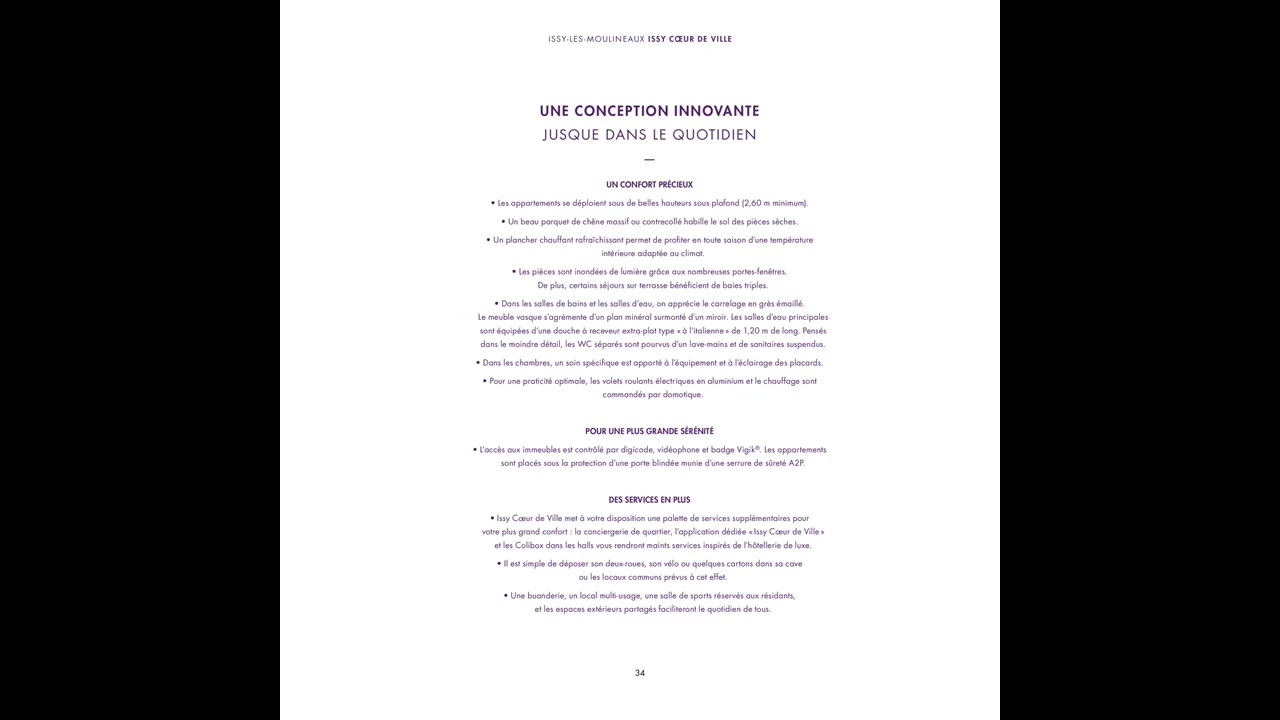 ISSY-LES-MOULINEAUX ISSY CŒUR DE VILLE
UNE CONCEPTION INNOVANTE
JUSQUE DANS LE QUOTIDIEN
—
UN CONFORT PRÉCIEUX
• Les appartements se déploient sous de belles hauteurs sous plafond (2,60 m minimum).
• Un beau parquet de chêne massif ou contrecollé habille le sol des pièces sèches.
• Un plancher chauffant rafraîchissant permet de profiter en toute saison d’une température
intérieure adaptée au climat.
• Les pièces sont inondées de lumière grâce aux nombreuses portes-fenêtres.
De plus, certains séjours sur terrasse bénéficient de baies triples.
• Dans les salles de bains et les salles d’eau, on apprécie le carrelage en grès émaillé.
Le meuble vasque s’agrémente d’un plan minéral surmonté d’un miroir. Les salles d’eau principales
sont équipées d’une douche à receveur extra-plat type « à l’italienne » de 1,20 m de long. Pensés
dans le moindre détail, les WC séparés sont pourvus d’un lave-mains et de sanitaires suspendus.
• Dans les chambres, un soin spécifique est apporté à l’équipement et à l’éclairage des placards.
• Pour une praticité optimale, les volets roulants électriques en aluminium et le chauffage sont
commandés par domotique.
POUR UNE PLUS GRANDE SÉRÉNITÉ
• L’accès aux immeubles est contrôlé par digicode, vidéophone et badge Vigik®. Les appartements
sont placés sous la protection d’une porte blindée munie d’une serrure de sûreté A2P.
DES SERVICES EN PLUS
• Issy Cœur de Ville met à votre disposition une palette de services supplémentaires pour
votre plus grand confort : la conciergerie de quartier, l’application dédiée « Issy Cœur de Ville »
et les Colibox dans les halls vous rendront maints services inspirés de l’hôtellerie de luxe.
• Il est simple de déposer son deux-roues, son vélo ou quelques cartons dans sa cave
ou les locaux communs prévus à cet effet.
• Une buanderie, un local multi-usage, une salle de sports réservés aux résidants,
et les espaces extérieurs partagés faciliteront le quotidien de tous.
34